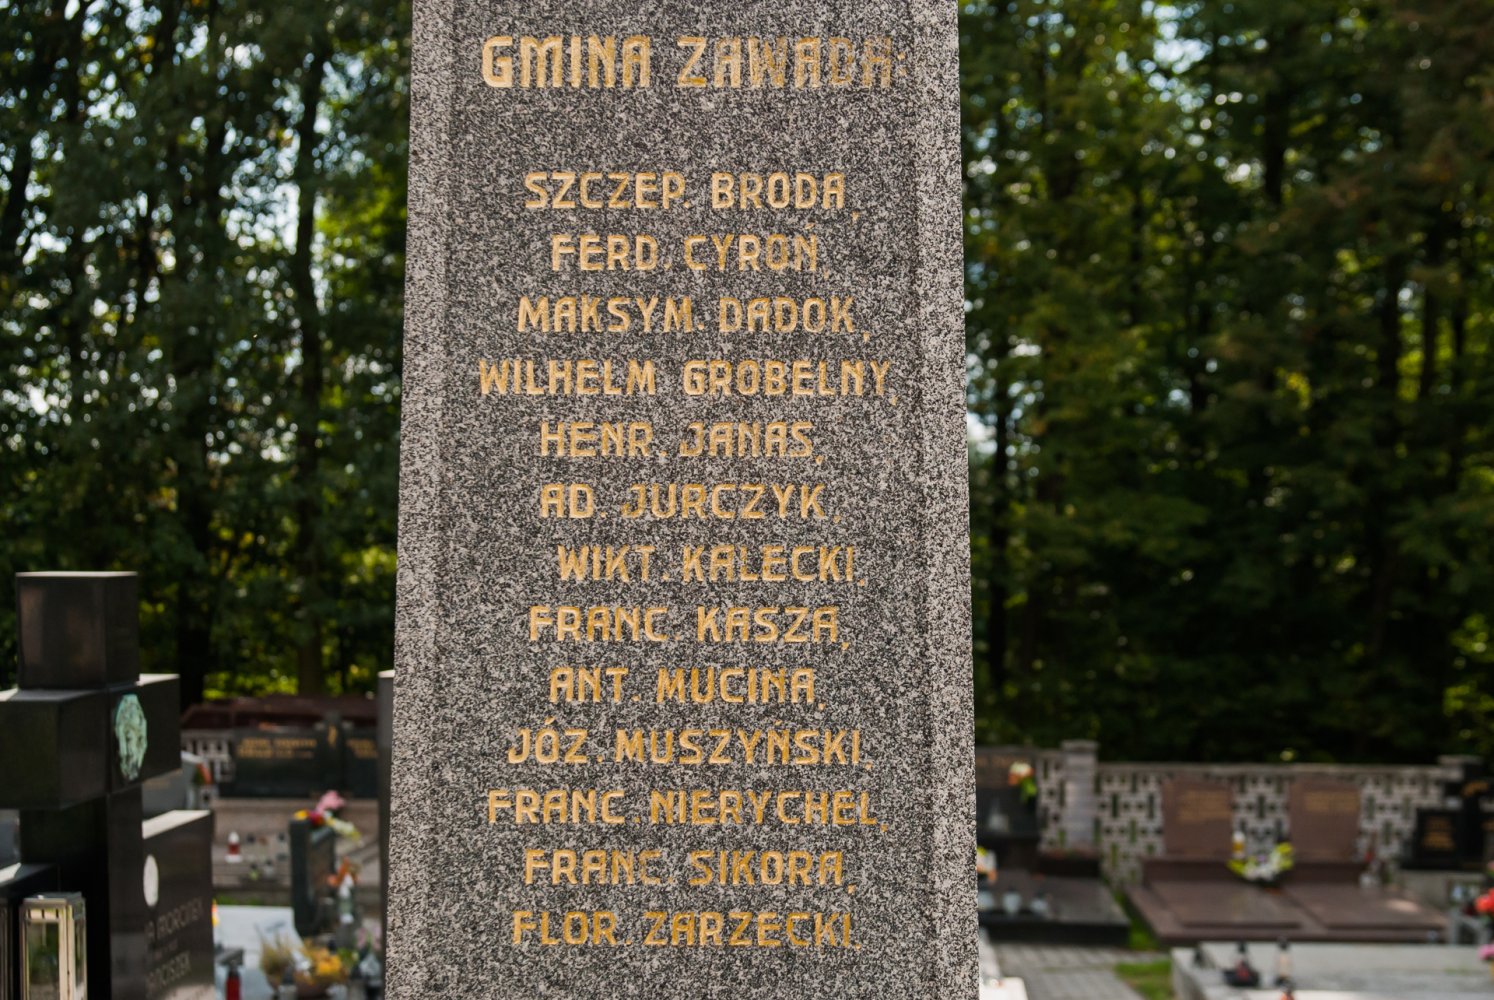 GMINA ZAWADA:
SZCZEP. BRODA,
FERD. CYROŃ,
MAKSYM. DADOK,
WILHELM GROBELNY,
HENR. JANAS,
AD. JURCZYK,
WIKT. KALECKI,
FRANC. KASZA,
ANT. MUCINA,
JÓZ. MUSZYŃSKI,
FRANC. NIERYCHEL,
FRANC. SIKORA,
FLOR. ZARZECKI.